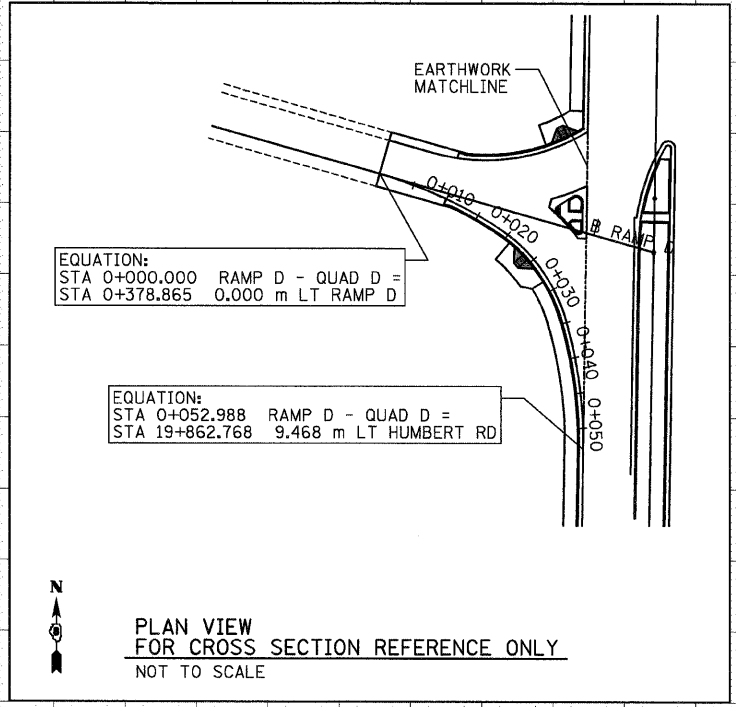 EARTHWORK
MATCHLINE
0+010
0+020
0+030
0+040
0+050
RAMP D
EQUATION:
STA 0+000.000 RAMP D - QUAD D =
STA 0+378.865 0.000 m LT RAMP D
EQUATION:
STA 0+052.988 RAMP D - QUAD D =
STA 19+862.768 9.468 m LT HUMBERT RD
N
PLAN VIEW
FOR CROSS SECTION REFERENCE ONLY
NOT TO SCALE